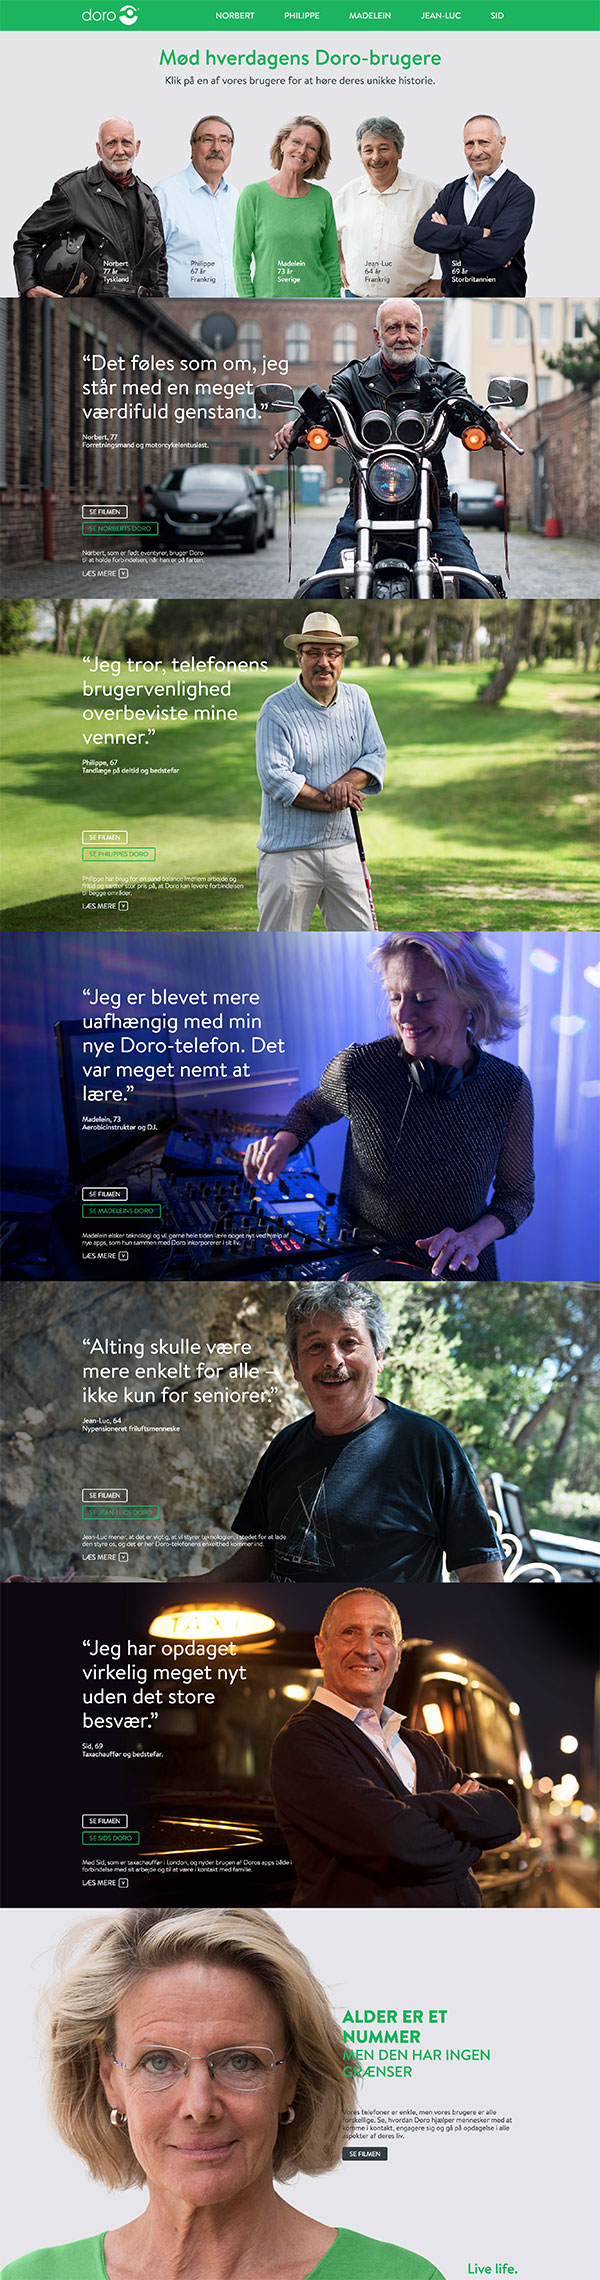 doro
NORBERT PHILIPPE MADELEIN JEAN-LUC SID
Mød hverdagens Doro-brugere
Klik på en af vores brugere for at høre deres unikke historie.
Norbert
77 år
Tyskland
Philippe
67 år
Frankrig
Madelein
73 år
Sverige
Jean-Luc
64 år
Frankrig
Sid
69 år
Storbritannien
“Det føles som om, jeg
står med en meget
værdifuld genstand.”
Norbert, 77
Forretningsmand og motorcykelentusiast.
SE FILMEN
SE NORBERTS DORO
Norbert, som er født eventyrer, bruger Doro
til at holde forbindelsen, når han er på farten.
LÆS MERE
“Jeg tror, telefonens
brugervenlighed
overbeviste mine
venner.”
Philippe, 67
Tandlæge på deltid og bedstefar
SE FILMEN
SE PHILIPPES DORO
Philippe har brug for en sund balance imellem arbejde og
fritid og sætter stor pris på, at Doro kan levere forbindelsen
til begge områder.
LÆS MERE
“Jeg er blevet mere
uafhængig med min
nye Doro-telefon. Det
var meget nemt at
lære.”
Madelein, 73
Aerobicinstruktør og DJ.
SE FILMEN
SE MADELEINS DORO
Madelein elsker teknologi og vil gerne hele tiden lære noget nyt ved hjælp af
nye apps, som hun sammen med Doro inkorporerer i sit liv.
LÆS MERE
“Alting skulle være
mere enkelt for alle –
ikke kun for seniorer.”
Jean-Luc, 64
Nypensioneret friluftsmenneske
SE FILMEN
SE JEAN-LUCS DORO
Jean-Luc mener, at det er vigtig, at vi styrer teknologien, i stedet for at lade
den styre os, og det er her Doro-telefonens enkelthed kommer ind.
LÆS MERE
TAXI
“Jeg har opdaget
virkelig meget nyt
uden det store
besvær.”
Sid, 69
Taxachauffør og bedstefar.
SE FILMEN
SE SIDS DORO
Mød Sid, som er taxachauffør i London, og nyder brugen af Doros apps både i
forbindelse med sit arbejde og til at være i kontakt med familie.
LÆS MERE
ALDER ER ET
NUMMER
MEN DEN HAR INGEN
GRÆNSER
Vores telefoner er enkle, men vores brugere er alle
forskellige. Se, hvordan Doro hjælper mennesker med at
komme i kontakt, engagere sig og gå på opdagelse i alle
aspekter af deres liv.
SE FILMEN
Live life.